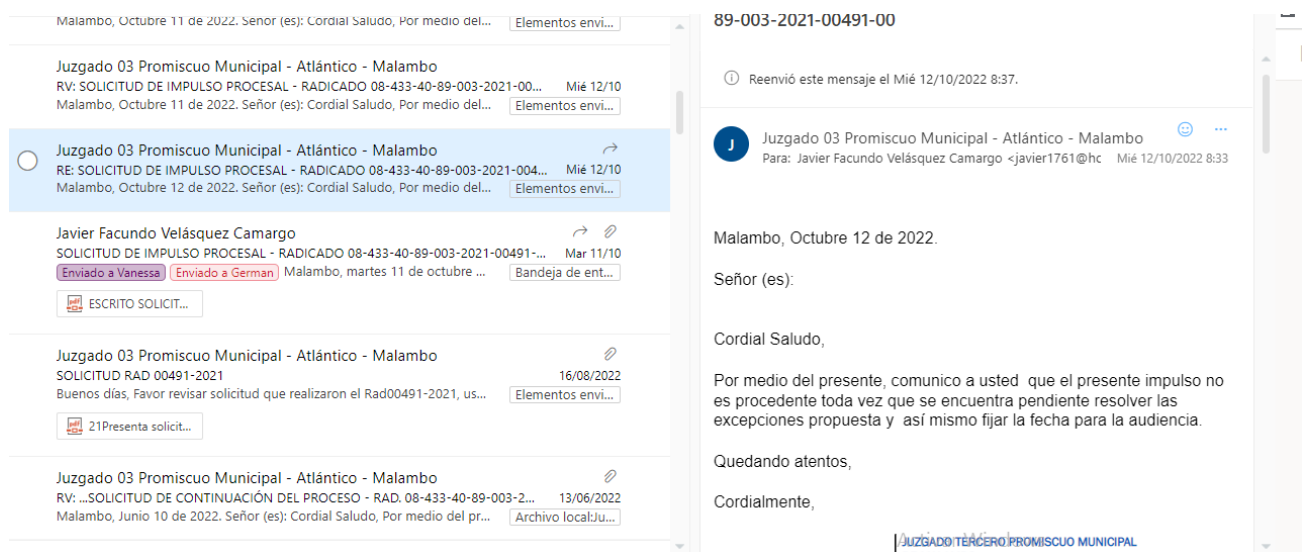 Malambo, Octubre 11 de 2022. Señor (es): Cordial Saludo, Por medio del... Elementos envi...
Juzgado 03 Promiscuo Municipal - Atlántico - Malambo
RV: SOLICITUD DE IMPULSO PROCESAL - RADICADO 08-433-40-89-003-2021-00... Mié 12/10
Malambo, Octubre 11 de 2022. Señor (es): Cordial Saludo, Por medio del... Elementos envi...
Juzgado 03 Promiscuo Municipal - Atlántico - Malambo
RE: SOLICITUD DE IMPULSO PROCESAL - RADICADO 08-433-40-89-003-2021-004... Mié 12/10
Malambo, Octubre 12 de 2022. Señor (es): Cordial Saludo, Por medio del... Elementos envi...
Javier Facundo Velásquez Camargo
SOLICITUD DE IMPULSO PROCESAL - RADICADO 08-433-40-89-003-2021-00491-... Mar 11/10
Enviado a Vanessa Enviado a German Malambo, martes 11 de octubre ... Bandeja de ent...
pdf ESCRITO SOLICIT...
Juzgado 03 Promiscuo Municipal - Atlántico - Malambo
SOLICITUD RAD 00491-2021 16/08/2022
Buenos días, Favor revisar solicitud que realizaron el Rad00491-2021, us... Elementos envi...
pdf 21Presenta solicit...
Juzgado 03 Promiscuo Municipal - Atlántico - Malambo
RV: ...SOLICITUD DE CONTINUACIÓN DEL PROCESO - RAD. 08-433-40-89-003-2... 13/06/2022
Malambo, Junio 10 de 2022. Señor (es): Cordial Saludo, Por medio del pr... Archivo local:Ju...
89-003-2021-00491-00
Reenvió este mensaje el Mié 12/10/2022 8:37.
J
Juzgado 03 Promiscuo Municipal - Atlántico - Malambo
Para: Javier Facundo Velásquez Camargo <javier1761@hc Mié 12/10/2022 8:33
Malambo, Octubre 12 de 2022.
Señor (es):
Cordial Saludo,
Por medio del presente, comunico a usted que el presente impulso no
es procedente toda vez que se encuentra pendiente resolver las
excepciones propuesta y así mismo fijar la fecha para la audiencia.
Quedando atentos,
Cordialmente,
JUZGADO TERCERO PROMISCUO MUNICIPAL